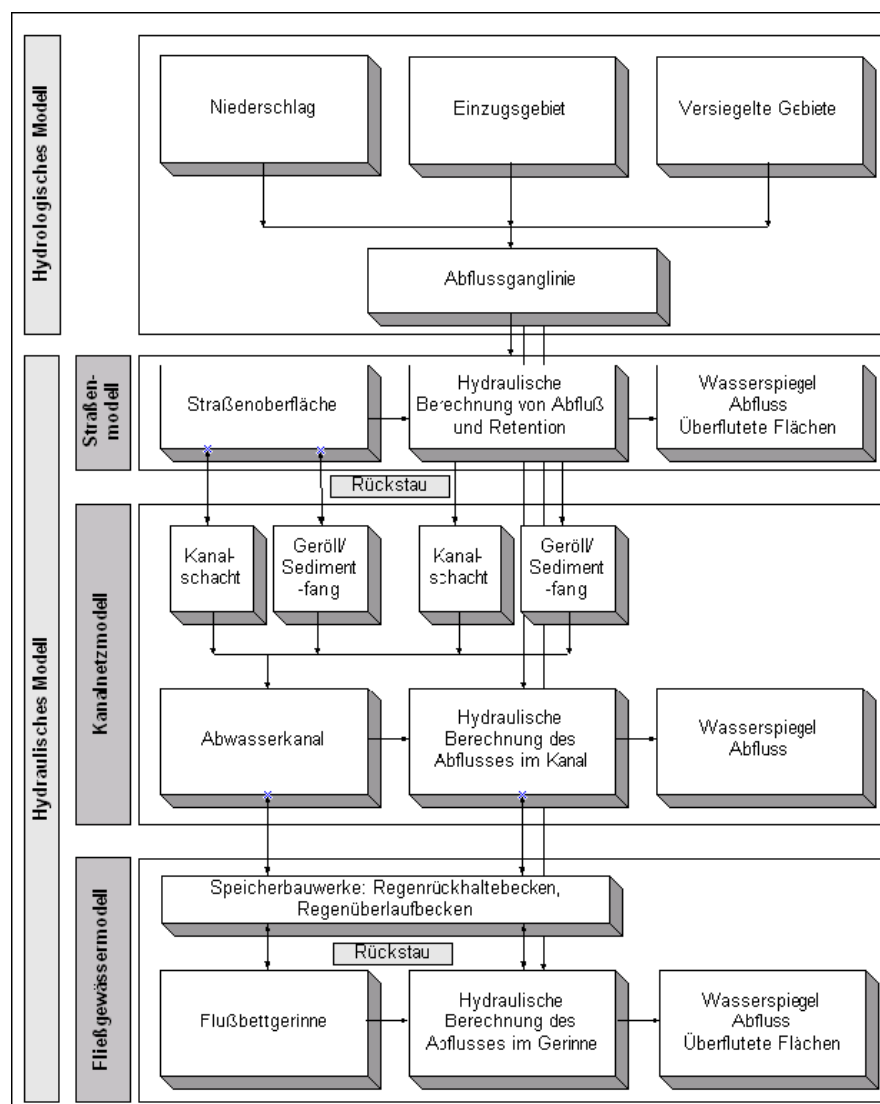 Hydrologisches Modell
Niederschlag
Einzugsgebiet
Versiegelte Gebiete
Abflussganglinie
Hydraulisches Modell
Straßen-
modell
Straßenoberfläche
Hydraulische
Berechnung von Abfluß
und Retention
Wasserspiegel
Abfluss
Überflutete Flächen
Rückstau
Kanalnetzmodell
Kanal-
schacht
Geröll/
Sediment
-fang
Kanal-
schacht
Geröll/
Sediment
-fang
Abwasserkanal
Hydraulische
Berechnung des
Abflusses im Kanal
Wasserspiegel
Abfluss
Fließgewässermodell
Speicherbauwerke: Regenrückhaltebecken,
Regenüberlaufbecken
Rückstau
Flußbettgerinne
Hydraulische
Berechnung des
Abflusses im Gerinne
Wasserspiegel
Abfluss
Überflutete Flächen